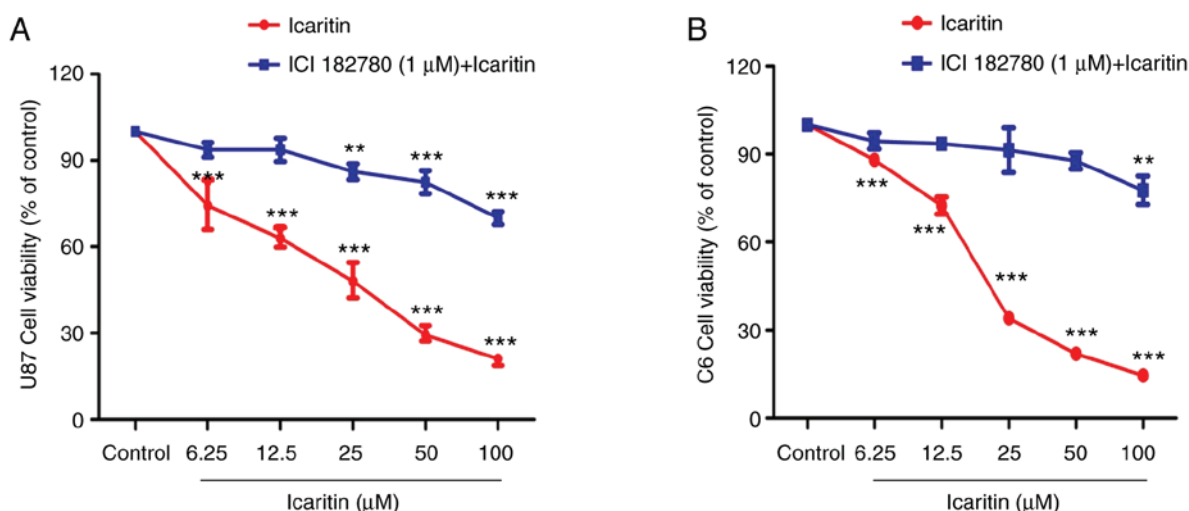 A
Icaritin
ICI 182780 (1 μM)+Icaritin
U87 Cell viability (% of control)
120
90
60
30
0
***
***
***
***
***
**
***
***
Control 6.25 12.5 25 50 100
Icaritin (μM)
B
Icaritin
ICI 182780 (1 μM)+Icaritin
C6 Cell viability (% of control)
120
90
60
30
0
***
***
***
***
***
**
Control 6.25 12.5 25 50 100
Icaritin (μM)